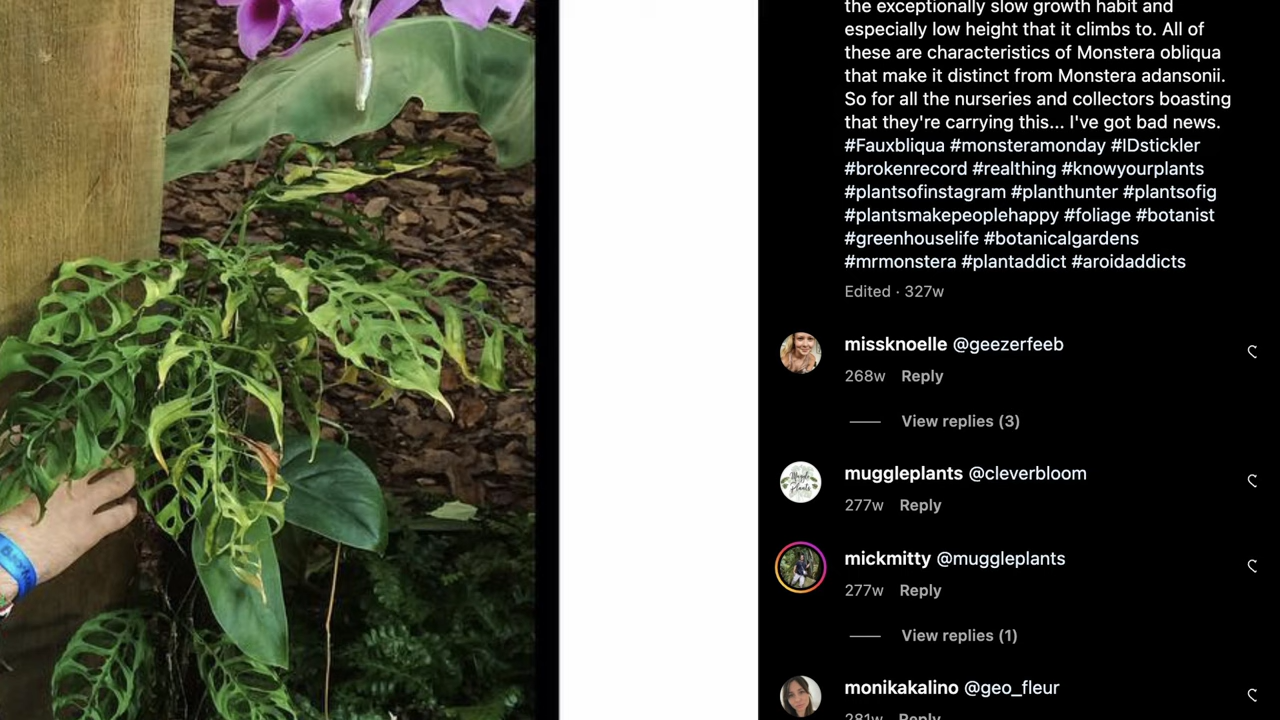 the exceptionally slow growth habit and
especially low height that it climbs to. All of
these are characteristics of Monstera obliqua
that make it distinct from Monstera adansonii.
So for all the nurseries and collectors boasting
that they're carrying this... I've got bad news.
#Fauxbliqua #monsteramonday #IDstickler
#brokenrecord #realthing #knowyourplants
#plantsofinstagram #planthunter #plantsofig
#plantsmakepeoplehappy #foliage #botanist
#greenhouselife #botanicalgardens
#mrmonstera #plantaddict #aroidaddicts
Edited · 327w
missknoelle @geezerfeeb
268w Reply
View replies (3)
muggleplants @cleverbloom
277w Reply
mickmitty @muggleplants
277w Reply
View replies (1)
monikakalino @geo_fleur
281w Reply